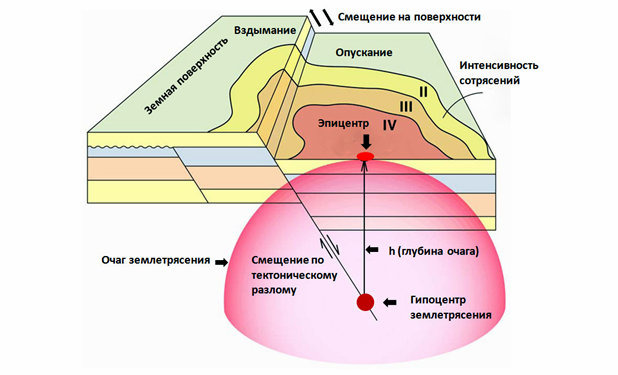 Смещение на поверхности
Вздымание
Опускание
Земная поверхность
Интенсивность
сотрясений
II
III
IV
Эпицентр
Очаг землетрясения
Смещение по
тектоническому
разлому
h (глубина очага)
Гипоцентр
землетрясения